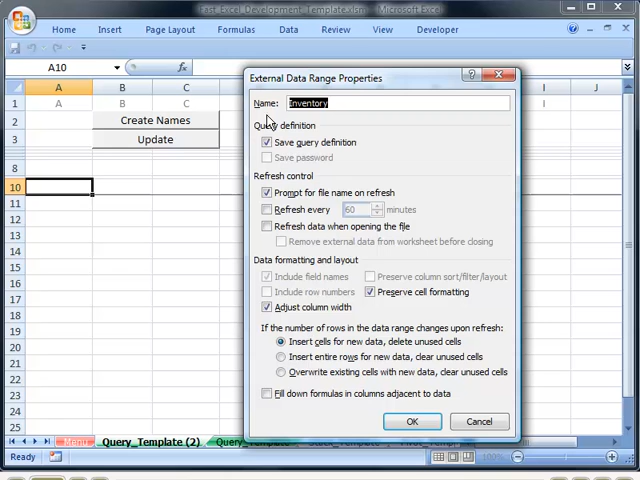 Fast_Excel_Development_Template.xlsm - Microsoft Excel
Home Insert Create Names Formulas Data Review View Developer
A10 fx
A B C I J
1 A B C I
2 Create Names
3 Update
8
10
11
12
13
14
15
16
17
18
19
20
21
22
23
24
25
External Data Range Properties
Name: Inventory
Query definition
Save query definition
Save password
Refresh control
Prompt for file name on refresh
Refresh every 60 minutes
Refresh data when opening the file
Remove external data from worksheet before closing
Data formatting and layout
Include field names Preserve column sort/filter/layout
Include row numbers Preserve cell formatting
Adjust column width
If the number of rows in the data range changes upon refresh:
Insert cells for new data, delete unused cells
Insert entire rows for new data, clear unused cells
Overwrite existing cells with new data, clear unused cells
Fill down formulas in columns adjacent to data
OK Cancel
Menu Query_Template (2) Query_Template
Ready 100%